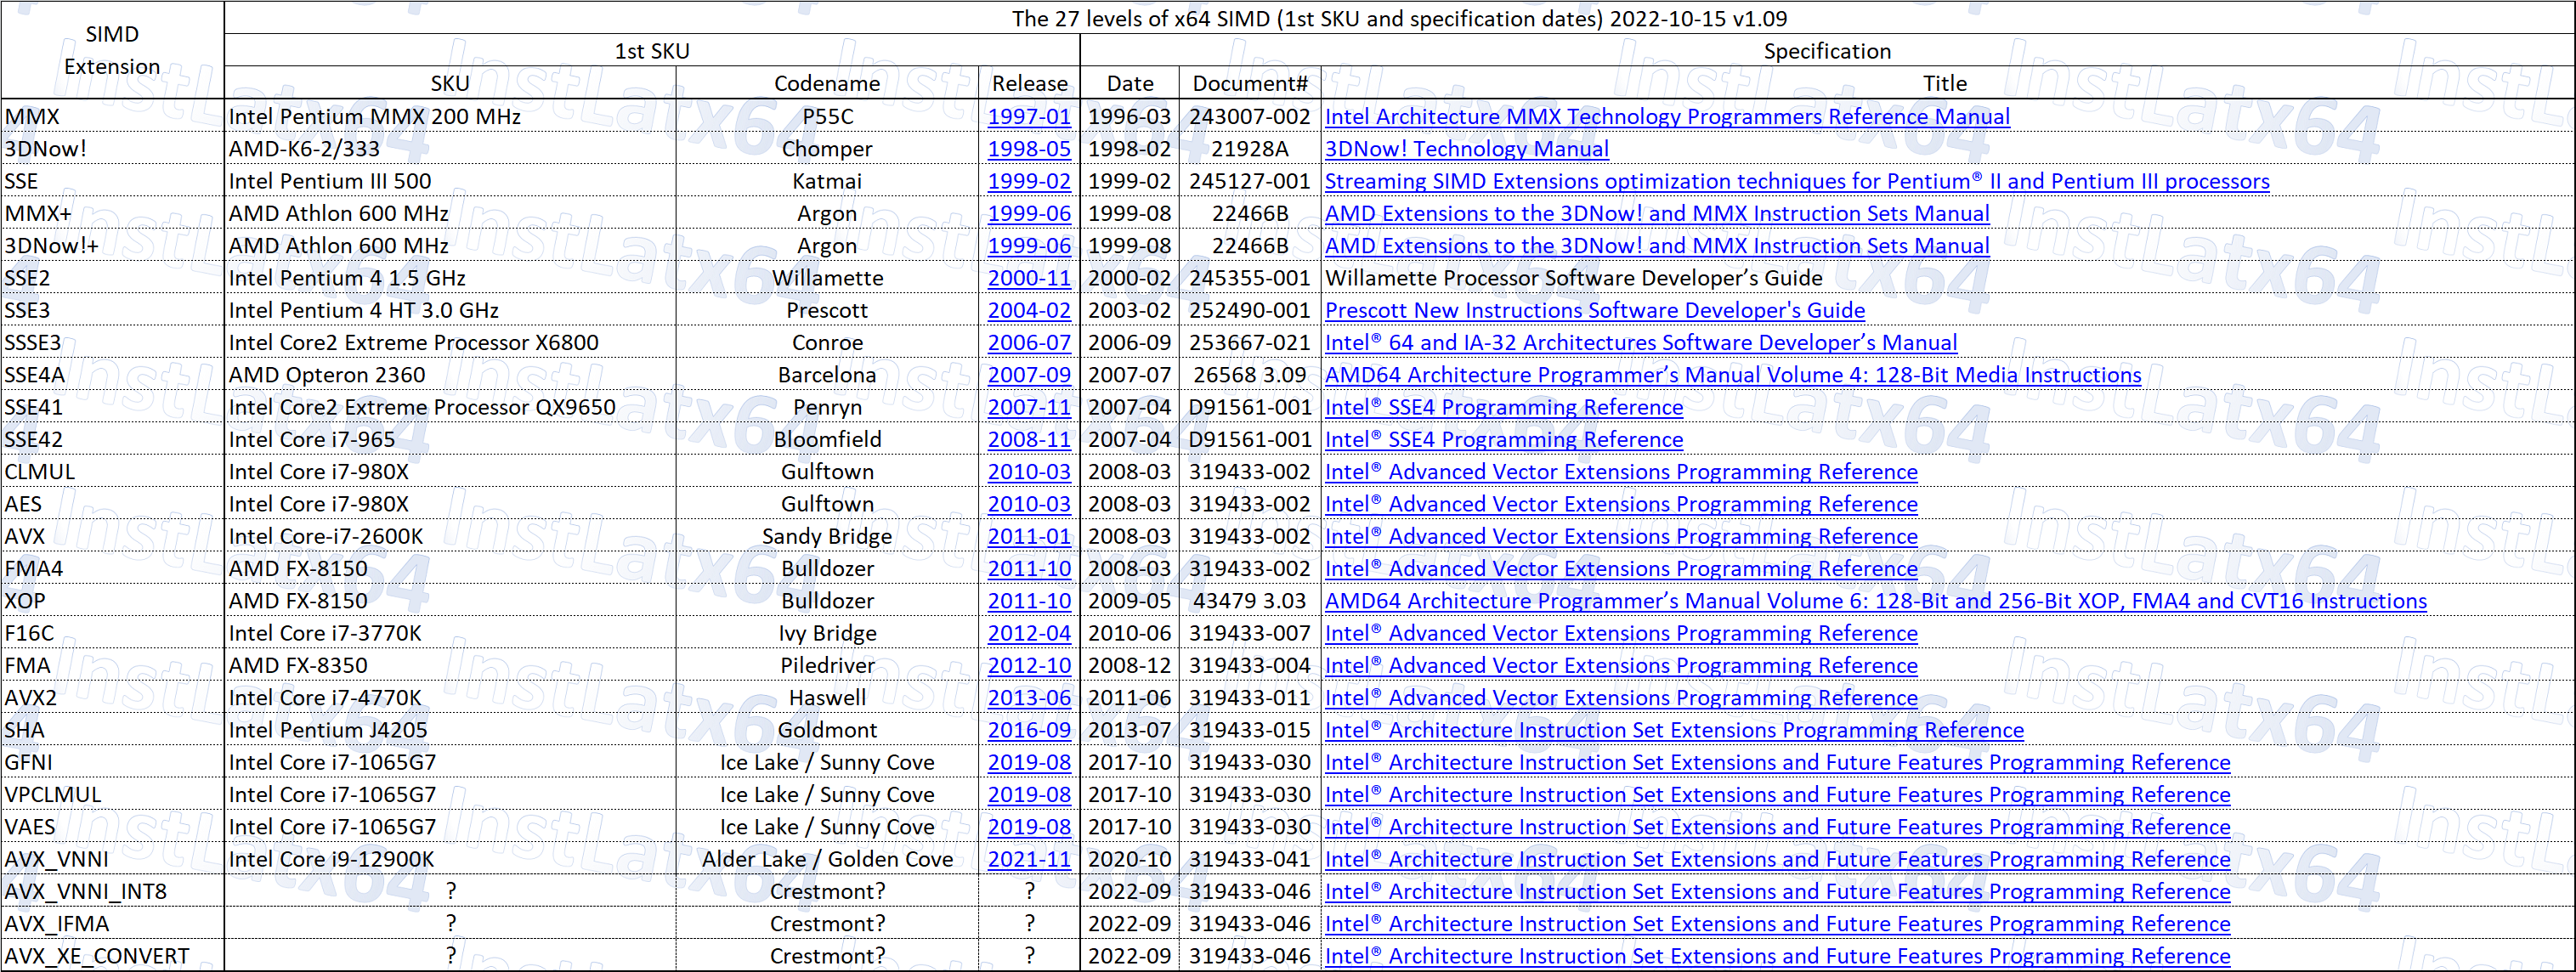 The 27 levels of x64 SIMD (1st SKU and specification dates) 2022-10-15 v1.09
SIMD Extension
1st SKU Specification
SKU Codename Release Date Document# Title
MMX Intel Pentium MMX 200 MHz P55C 1997-01 1996-03 243007-002 Intel Architecture MMX Technology Programmers Reference Manual
3DNow! AMD-K6-2/333 Chomper 1998-05 1998-02 21928A 3DNow! Technology Manual
SSE Intel Pentium III 500 Katmai 1999-02 1999-02 245127-001 Streaming SIMD Extensions optimization techniques for Pentium® II and Pentium III processors
MMX+ AMD Athlon 600 MHz Argon 1999-06 1999-08 22466B AMD Extensions to the 3DNow! and MMX Instruction Sets Manual
3DNow!+ AMD Athlon 600 MHz Argon 1999-06 1999-08 22466B AMD Extensions to the 3DNow! and MMX Instruction Sets Manual
SSE2 Intel Pentium 4 1.5 GHz Willamette 2000-11 2000-02 245355-001 Willamette Processor Software Developer’s Guide
SSE3 Intel Pentium 4 HT 3.0 GHz Prescott 2004-02 2003-02 252490-001 Prescott New Instructions Software Developer's Guide
SSSE3 Intel Core2 Extreme Processor X6800 Conroe 2006-07 2006-09 253667-021 Intel® 64 and IA-32 Architectures Software Developer’s Manual
SSE4A AMD Opteron 2360 Barcelona 2007-09 2007-07 26568 3.09 AMD64 Architecture Programmer’s Manual Volume 4: 128-Bit Media Instructions
SSE41 Intel Core2 Extreme Processor QX9650 Penryn 2007-11 2007-04 D91561-001 Intel® SSE4 Programming Reference
SSE42 Intel Core i7-965 Bloomfield 2008-11 2007-04 D91561-001 Intel® SSE4 Programming Reference
CLMUL Intel Core i7-980X Gulftown 2010-03 2008-03 319433-002 Intel® Advanced Vector Extensions Programming Reference
AES Intel Core i7-980X Gulftown 2010-03 2008-03 319433-002 Intel® Advanced Vector Extensions Programming Reference
AVX Intel Core-i7-2600K Sandy Bridge 2011-01 2008-03 319433-002 Intel® Advanced Vector Extensions Programming Reference
FMA4 AMD FX-8150 Bulldozer 2011-10 2008-03 319433-002 Intel® Advanced Vector Extensions Programming Reference
XOP AMD FX-8150 Bulldozer 2011-10 2009-05 43479 3.03 AMD64 Architecture Programmer’s Manual Volume 6: 128-Bit and 256-Bit XOP, FMA4 and CVT16 Instructions
F16C Intel Core i7-3770K Ivy Bridge 2012-04 2010-06 319433-007 Intel® Advanced Vector Extensions Programming Reference
FMA AMD FX-8350 Piledriver 2012-10 2008-12 319433-004 Intel® Advanced Vector Extensions Programming Reference
AVX2 Intel Core i7-4770K Haswell 2013-06 2011-06 319433-011 Intel® Advanced Vector Extensions Programming Reference
SHA Intel Pentium J4205 Goldmont 2016-09 2013-07 319433-015 Intel® Architecture Instruction Set Extensions Programming Reference
GFNI Intel Core i7-1065G7 Ice Lake / Sunny Cove 2019-08 2017-10 319433-030 Intel® Architecture Instruction Set Extensions and Future Features Programming Reference
VPCLMUL Intel Core i7-1065G7 Ice Lake / Sunny Cove 2019-08 2017-10 319433-030 Intel® Architecture Instruction Set Extensions and Future Features Programming Reference
VAES Intel Core i7-1065G7 Ice Lake / Sunny Cove 2019-08 2017-10 319433-030 Intel® Architecture Instruction Set Extensions and Future Features Programming Reference
AVX_VNNI Intel Core i9-12900K Alder Lake / Golden Cove 2021-11 2020-10 319433-041 Intel® Architecture Instruction Set Extensions and Future Features Programming Reference
AVX_VNNI_INT8 ? Crestmont? ? 2022-09 319433-046 Intel® Architecture Instruction Set Extensions and Future Features Programming Reference
AVX_IFMA ? Crestmont? ? 2022-09 319433-046 Intel® Architecture Instruction Set Extensions and Future Features Programming Reference
AVX_XE_CONVERT ? Crestmont? ? 2022-09 319433-046 Intel® Architecture Instruction Set Extensions and Future Features Programming Reference
InstLatx64